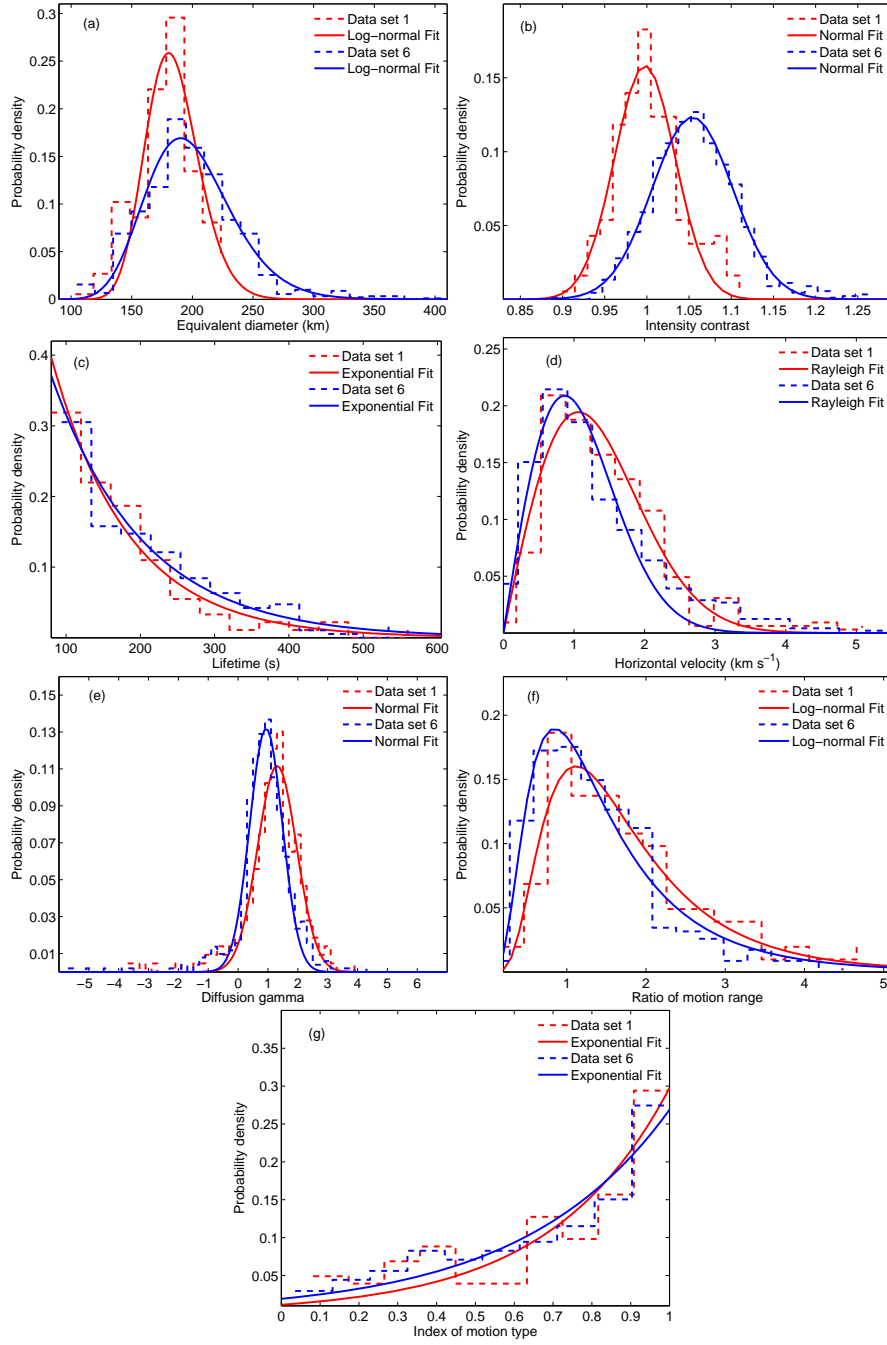 (a)
Data set 1
Log−normal Fit
Data set 6
Log−normal Fit
Probability density
0.3
0.25
0.2
0.15
0.1
0.05
0
100 150 200 250 300 350 400
Equivalent diameter (km)
(b)
Data set 1
Normal Fit
Data set 6
Normal Fit
Probability density
0.15
0.1
0.05
0.85 0.9 0.95 1 1.05 1.1 1.15 1.2 1.25
Intensity contrast
(c)
Data set 1
Exponential Fit
Data set 6
Exponential Fit
Probability density
0.4
0.3
0.2
0.1
100 200 300 400 500 600
Lifetime (s)
(d)
Data set 1
Rayleigh Fit
Data set 6
Rayleigh Fit
Probability density
0.25
0.2
0.15
0.1
0.05
0 1 2 3 4 5
Horizontal velocity (km s−1)
(e)
Data set 1
Normal Fit
Data set 6
Normal Fit
Probability density
0.15
0.13
0.11
0.09
0.07
0.05
0.03
0.01
−5 −4 −3 −2 −1 0 1 2 3 4 5 6
Diffusion gamma
(f)
Data set 1
Log−normal Fit
Data set 6
Log−normal Fit
Probability density
0.2
0.15
0.1
0.05
1 2 3 4 5
Ratio of motion range
(g)
Data set 1
Exponential Fit
Data set 6
Exponential Fit
Probability density
0.35
0.3
0.25
0.2
0.15
0.1
0.05
0 0.1 0.2 0.3 0.4 0.5 0.6 0.7 0.8 0.9 1
Index of motion type